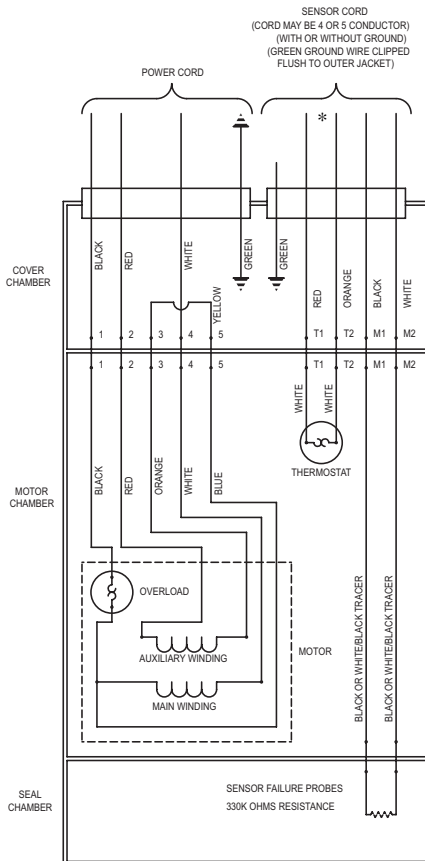 SENSOR CORD
(CORD MAY BE 4 OR 5 CONDUCTOR)
(WITH OR WITHOUT GROUND)
(GREEN GROUND WIRE CLIPPED
FLUSH TO OUTER JACKET)
POWER CORD
*
COVER
CHAMBER
BLACK
RED
WHITE
GREEN
GREEN
RED
ORANGE
BLACK
WHITE
YELLOW
1 2 3 4 5 T1 T2 M1 M2
1 2 3 4 5 T1 T2 M1 M2
MOTOR
CHAMBER
BLACK
RED
ORANGE
WHITE
BLUE
WHITE
WHITE
THERMOSTAT
OVERLOAD
AUXILIARY WINDING
MAIN WINDING
MOTOR
BLACK OR WHITE/BLACK TRACER
BLACK OR WHITE/BLACK TRACER
SEAL
CHAMBER
SENSOR FAILURE PROBES
330K OHMS RESISTANCE